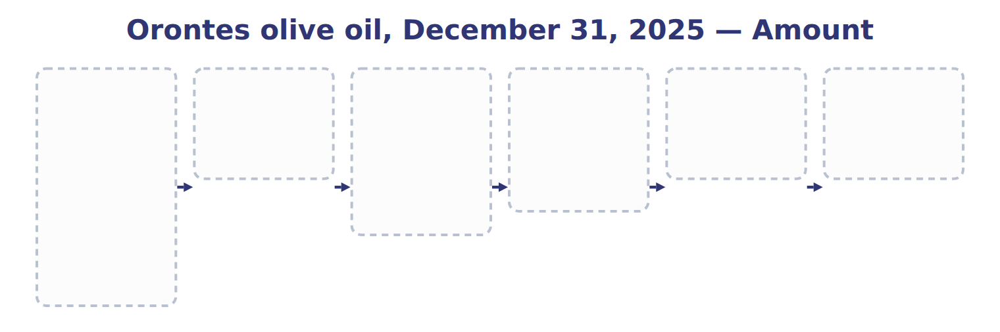 Orontes olive oil, December 31, 2025 — Amount